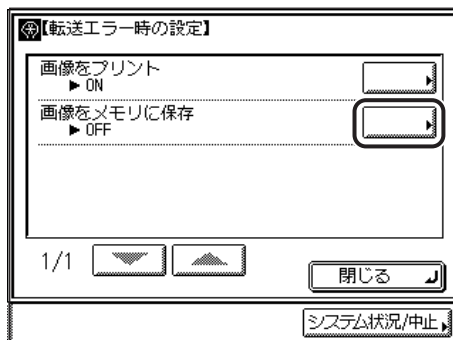 【転送エラー時の設定】
画像をプリント
▶ ON
画像をメモリに保存
▶ OFF
1/1
閉じる
システム状況/中止